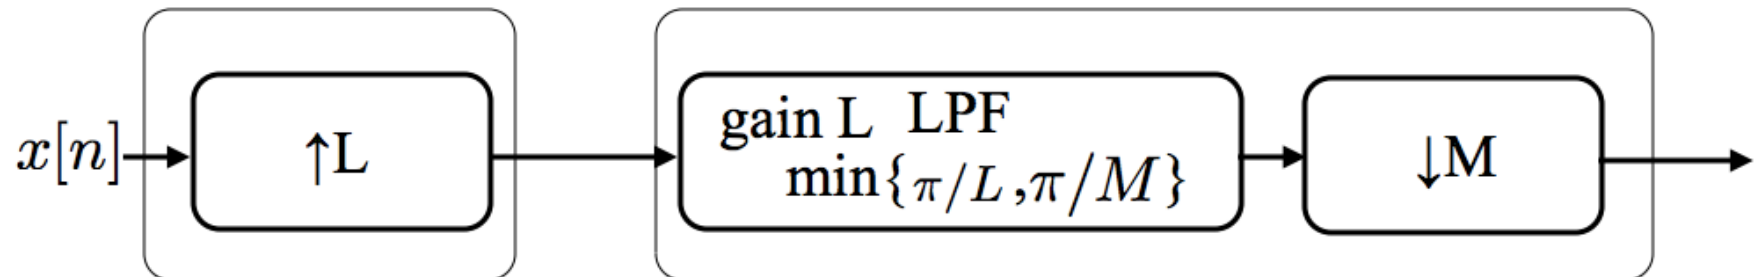 x[n]
↑L
gain L LPF
min{π/L,π/M}
↓M